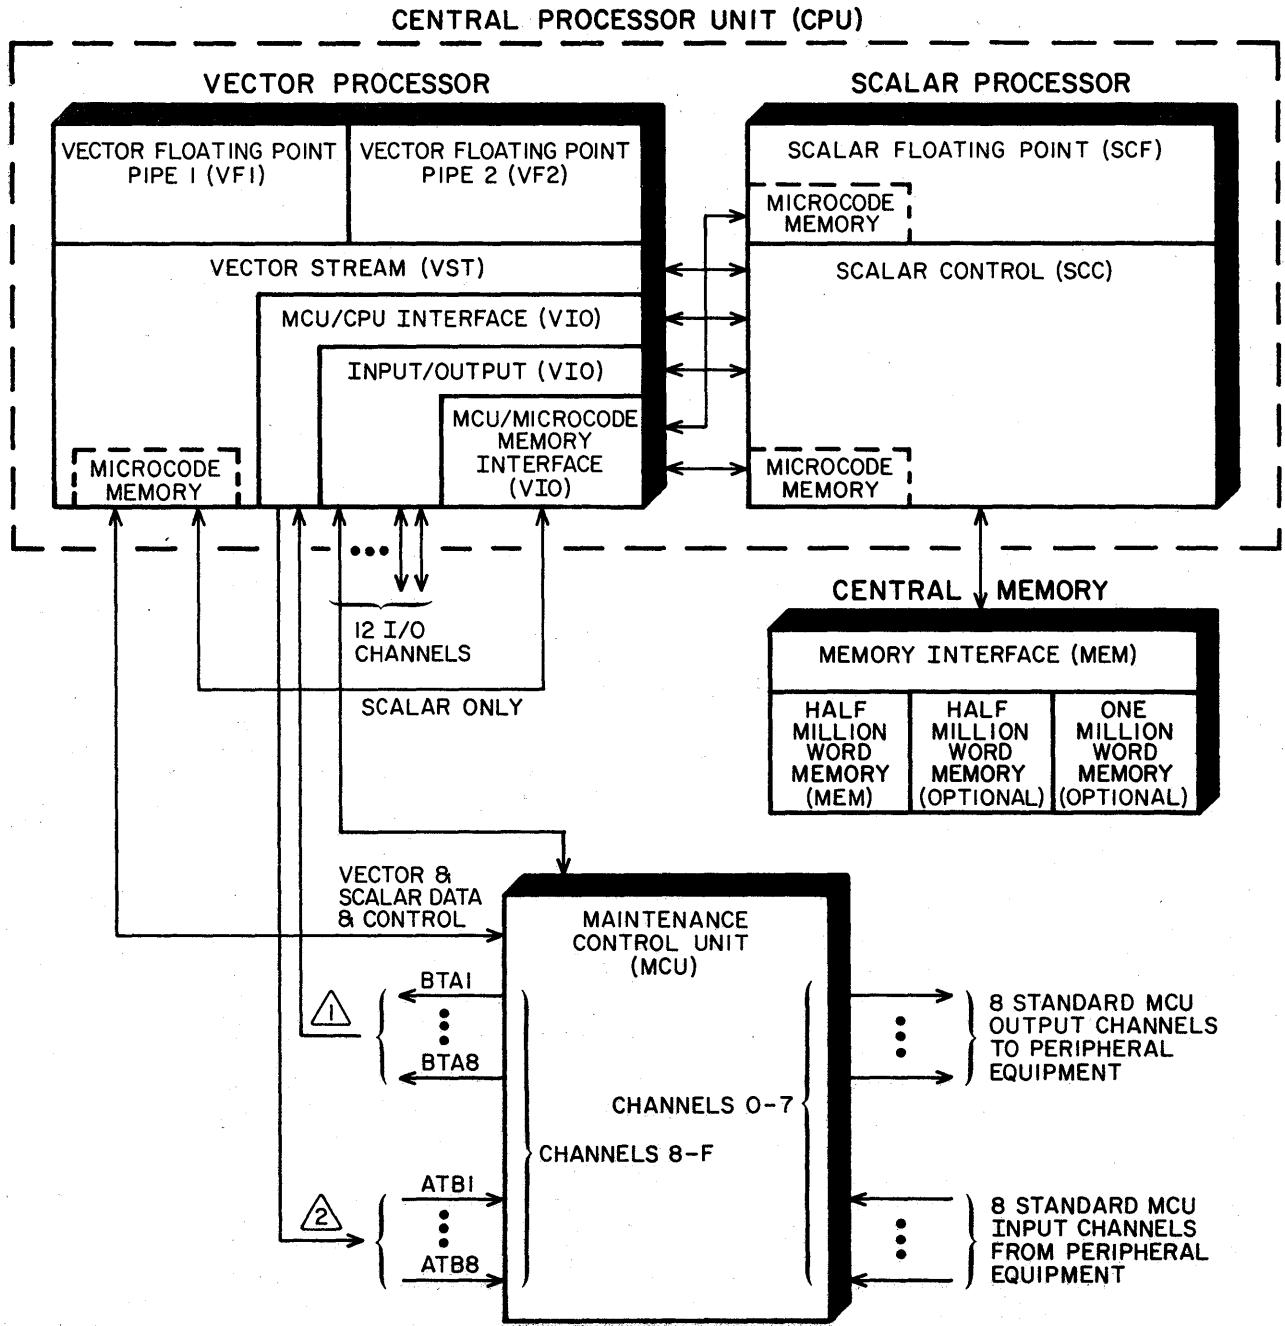 CENTRAL PROCESSOR UNIT (CPU)
VECTOR PROCESSOR
SCALAR PROCESSOR
VECTOR FLOATING POINT
PIPE 1 (VF1)
VECTOR FLOATING POINT
PIPE 2 (VF2)
SCALAR FLOATING POINT (SCF)
MICROCODE
MEMORY
VECTOR STREAM (VST)
SCALAR CONTROL (SCC)
MCU/CPU INTERFACE (VIO)
INPUT/OUTPUT (VIO)
MCU/MICROCODE
MEMORY
INTERFACE
(VIO)
MICROCODE
MEMORY
MICROCODE
MEMORY
12 I/O
CHANNELS
SCALAR ONLY
CENTRAL MEMORY
MEMORY INTERFACE (MEM)
HALF
MILLION
WORD
MEMORY
(MEM)
HALF
MILLION
WORD
MEMORY
(OPTIONAL)
ONE
MILLION
WORD
MEMORY
(OPTIONAL)
VECTOR &
SCALAR DATA
& CONTROL
MAINTENANCE
CONTROL UNIT
(MCU)
1
BTA1
BTA8
8 STANDARD MCU
OUTPUT CHANNELS
TO PERIPHERAL
EQUIPMENT
CHANNELS 0-7
CHANNELS 8-F
2
ATB1
ATB8
8 STANDARD MCU
INPUT CHANNELS
FROM PERIPHERAL
EQUIPMENT